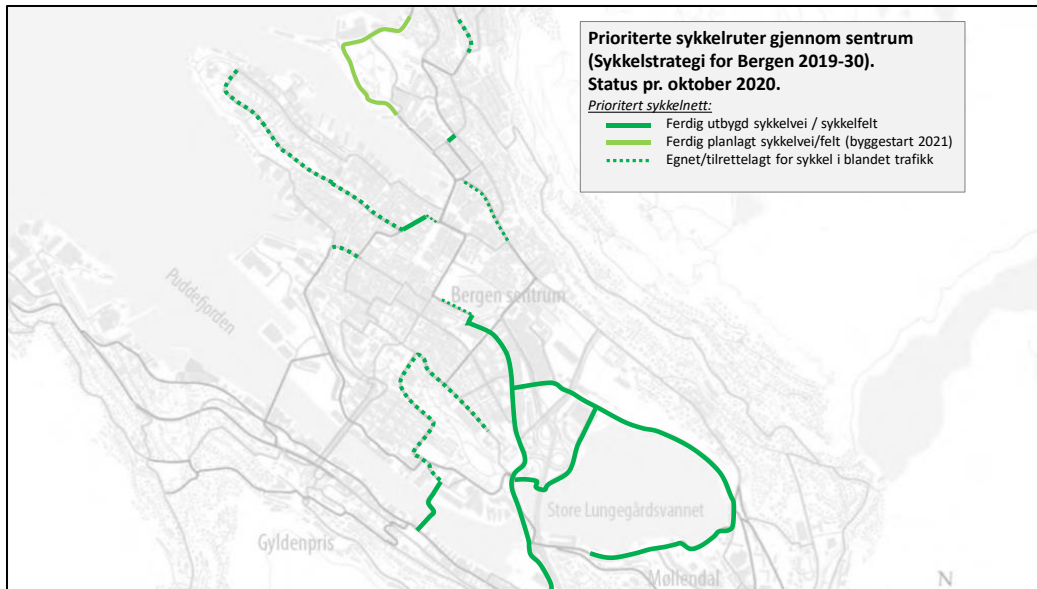 Prioriterte sykkelruter gjennom sentrum
(Sykkelstrategi for Bergen 2019-30).
Status pr. oktober 2020.
Prioritert sykkelnett:
Ferdig utbygd sykkelvei / sykkelfelt
Ferdig planlagt sykkelvei/felt (byggestart 2021)
Egnet/tilrettelagt for sykkel i blandet trafikk
Puddefjorden
Bergen sentrum
Store Lungegårdsvannet
Gyldenpris
Møllendal
N